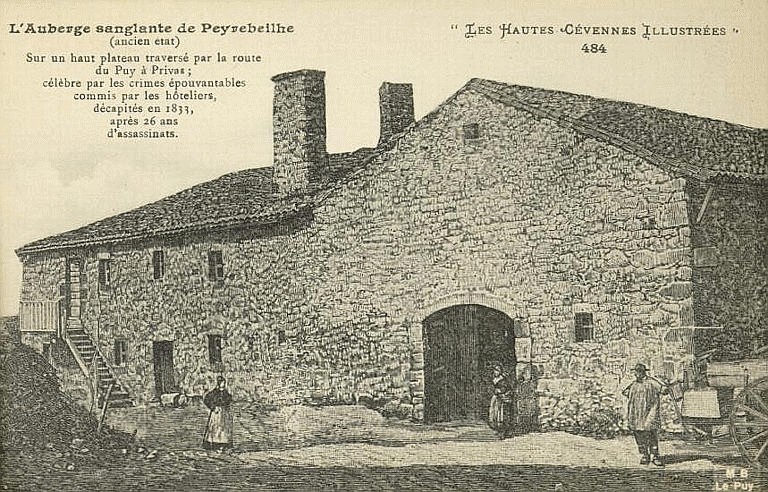 L'Auberge sanglante de Peyrebeilhe
(ancien état)
Sur un haut plateau traversé par la route
du Puy à Privas ;
célèbre par les crimes épouvantables
commis par les hôteliers,
décapités en 1833,
après 26 ans
d'assassinats.
" LES HAUTES CÉVENNES ILLUSTRÉES "
484
M B
Le Puy